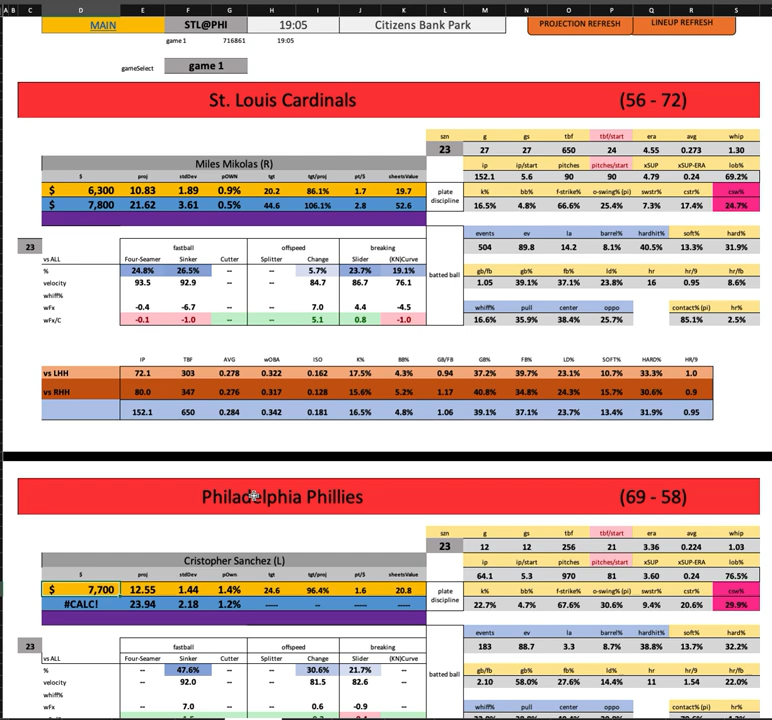 A B C D E F G H I J K L M N O P Q R S
MAIN STL@PHI 19:05 Citizens Bank Park PROJECTION REFRESH LINEUP REFRESH
game 1 716861 19:05
gameSelect game 1
St. Louis Cardinals (56 - 72)
szn g gs tbf tbf/start era avg whip
23 27 27 650 24 4.55 0.273 1.30
Miles Mikolas (R) ip ip/start pitches pitches/start xSUP xSUP-ERA lob%
$ proj stdDev pOWN tgt tgt/proj pt/$ sheetsValue 152.1 5.6 90 90 4.79 0.24 69.2%
$ 6,300 10.83 1.89 0.9% 20.2 86.1% 1.7 19.7 plate discipline k% bb% f-strike% o-swing% (pi) swstr% cstr% csw%
$ 7,800 21.62 3.61 0.5% 44.6 106.1% 2.8 52.6 16.5% 4.8% 66.6% 25.4% 7.3% 17.4% 24.7%
events ev la barrel% hardhit% soft% hard%
23 fastball offspeed breaking 504 89.8 14.2 8.1% 40.5% 13.3% 31.9%
vs ALL Four-Seamer Sinker Cutter Splitter Change Slider (KN)Curve
% 24.8% 26.5% -- -- 5.7% 23.7% 19.1% batted ball gb/fb gb% fb% ld% hr hr/9 hr/fb
velocity 93.5 92.9 -- -- 84.7 86.7 76.1 1.05 39.1% 37.1% 23.8% 16 0.95 8.6%
whiff%
wFx -0.4 -6.7 7.0 4.4 -4.5 whiff% pull center oppo contact% (pi) hr%
wFx/C -0.1 -1.0 -- -- 5.1 0.8 -1.0 16.6% 35.9% 38.4% 25.7% 85.1% 2.5%
IP TBF AVG wOBA ISO K% BB% GB/FB GB% FB% LD% SOFT% HARD% HR/9
vs LHH 72.1 303 0.278 0.322 0.162 17.5% 4.3% 0.94 37.2% 39.7% 23.1% 10.7% 33.3% 1.0
vs RHH 80.0 347 0.276 0.317 0.128 15.6% 5.2% 1.17 40.8% 34.8% 24.3% 15.7% 30.6% 0.9
152.1 650 0.284 0.342 0.181 16.5% 4.8% 1.06 39.1% 37.1% 23.7% 13.4% 31.9% 0.95
Philadelphia Phillies (69 - 58)
szn g gs tbf tbf/start era avg whip
23 12 12 256 21 3.36 0.224 1.03
Cristopher Sanchez (L) ip ip/start pitches pitches/start xSUP xSUP-ERA lob%
$ proj stdDev pOwn tgt tgt/proj pt/$ sheetsValue 64.1 5.3 970 81 3.60 0.24 76.5%
$ 7,700 12.55 1.44 1.4% 24.6 96.4% 1.6 20.8 plate discipline k% bb% f-strike% o-swing% (pi) swstr% cstr% csw%
#CALC! 23.94 2.18 1.2% ----- ----- ----- ----- 22.7% 4.7% 67.6% 30.6% 9.4% 20.6% 29.9%
events ev la barrel% hardhit% soft% hard%
23 fastball offspeed breaking 183 88.7 3.3 8.7% 38.8% 13.7% 32.2%
vs ALL Four-Seamer Sinker Cutter Splitter Change Slider (KN)Curve
% -- 47.6% -- -- 30.6% 21.7% -- batted ball gb/fb gb% fb% ld% hr hr/9 hr/fb
velocity -- 92.0 -- -- 81.5 82.6 -- 2.10 58.0% 27.6% 14.4% 11 1.54 22.0%
whiff%
wFx -- 7.0 -- -- 0.6 -0.9 -- whiff% pull center oppo contact% (pi) hr%